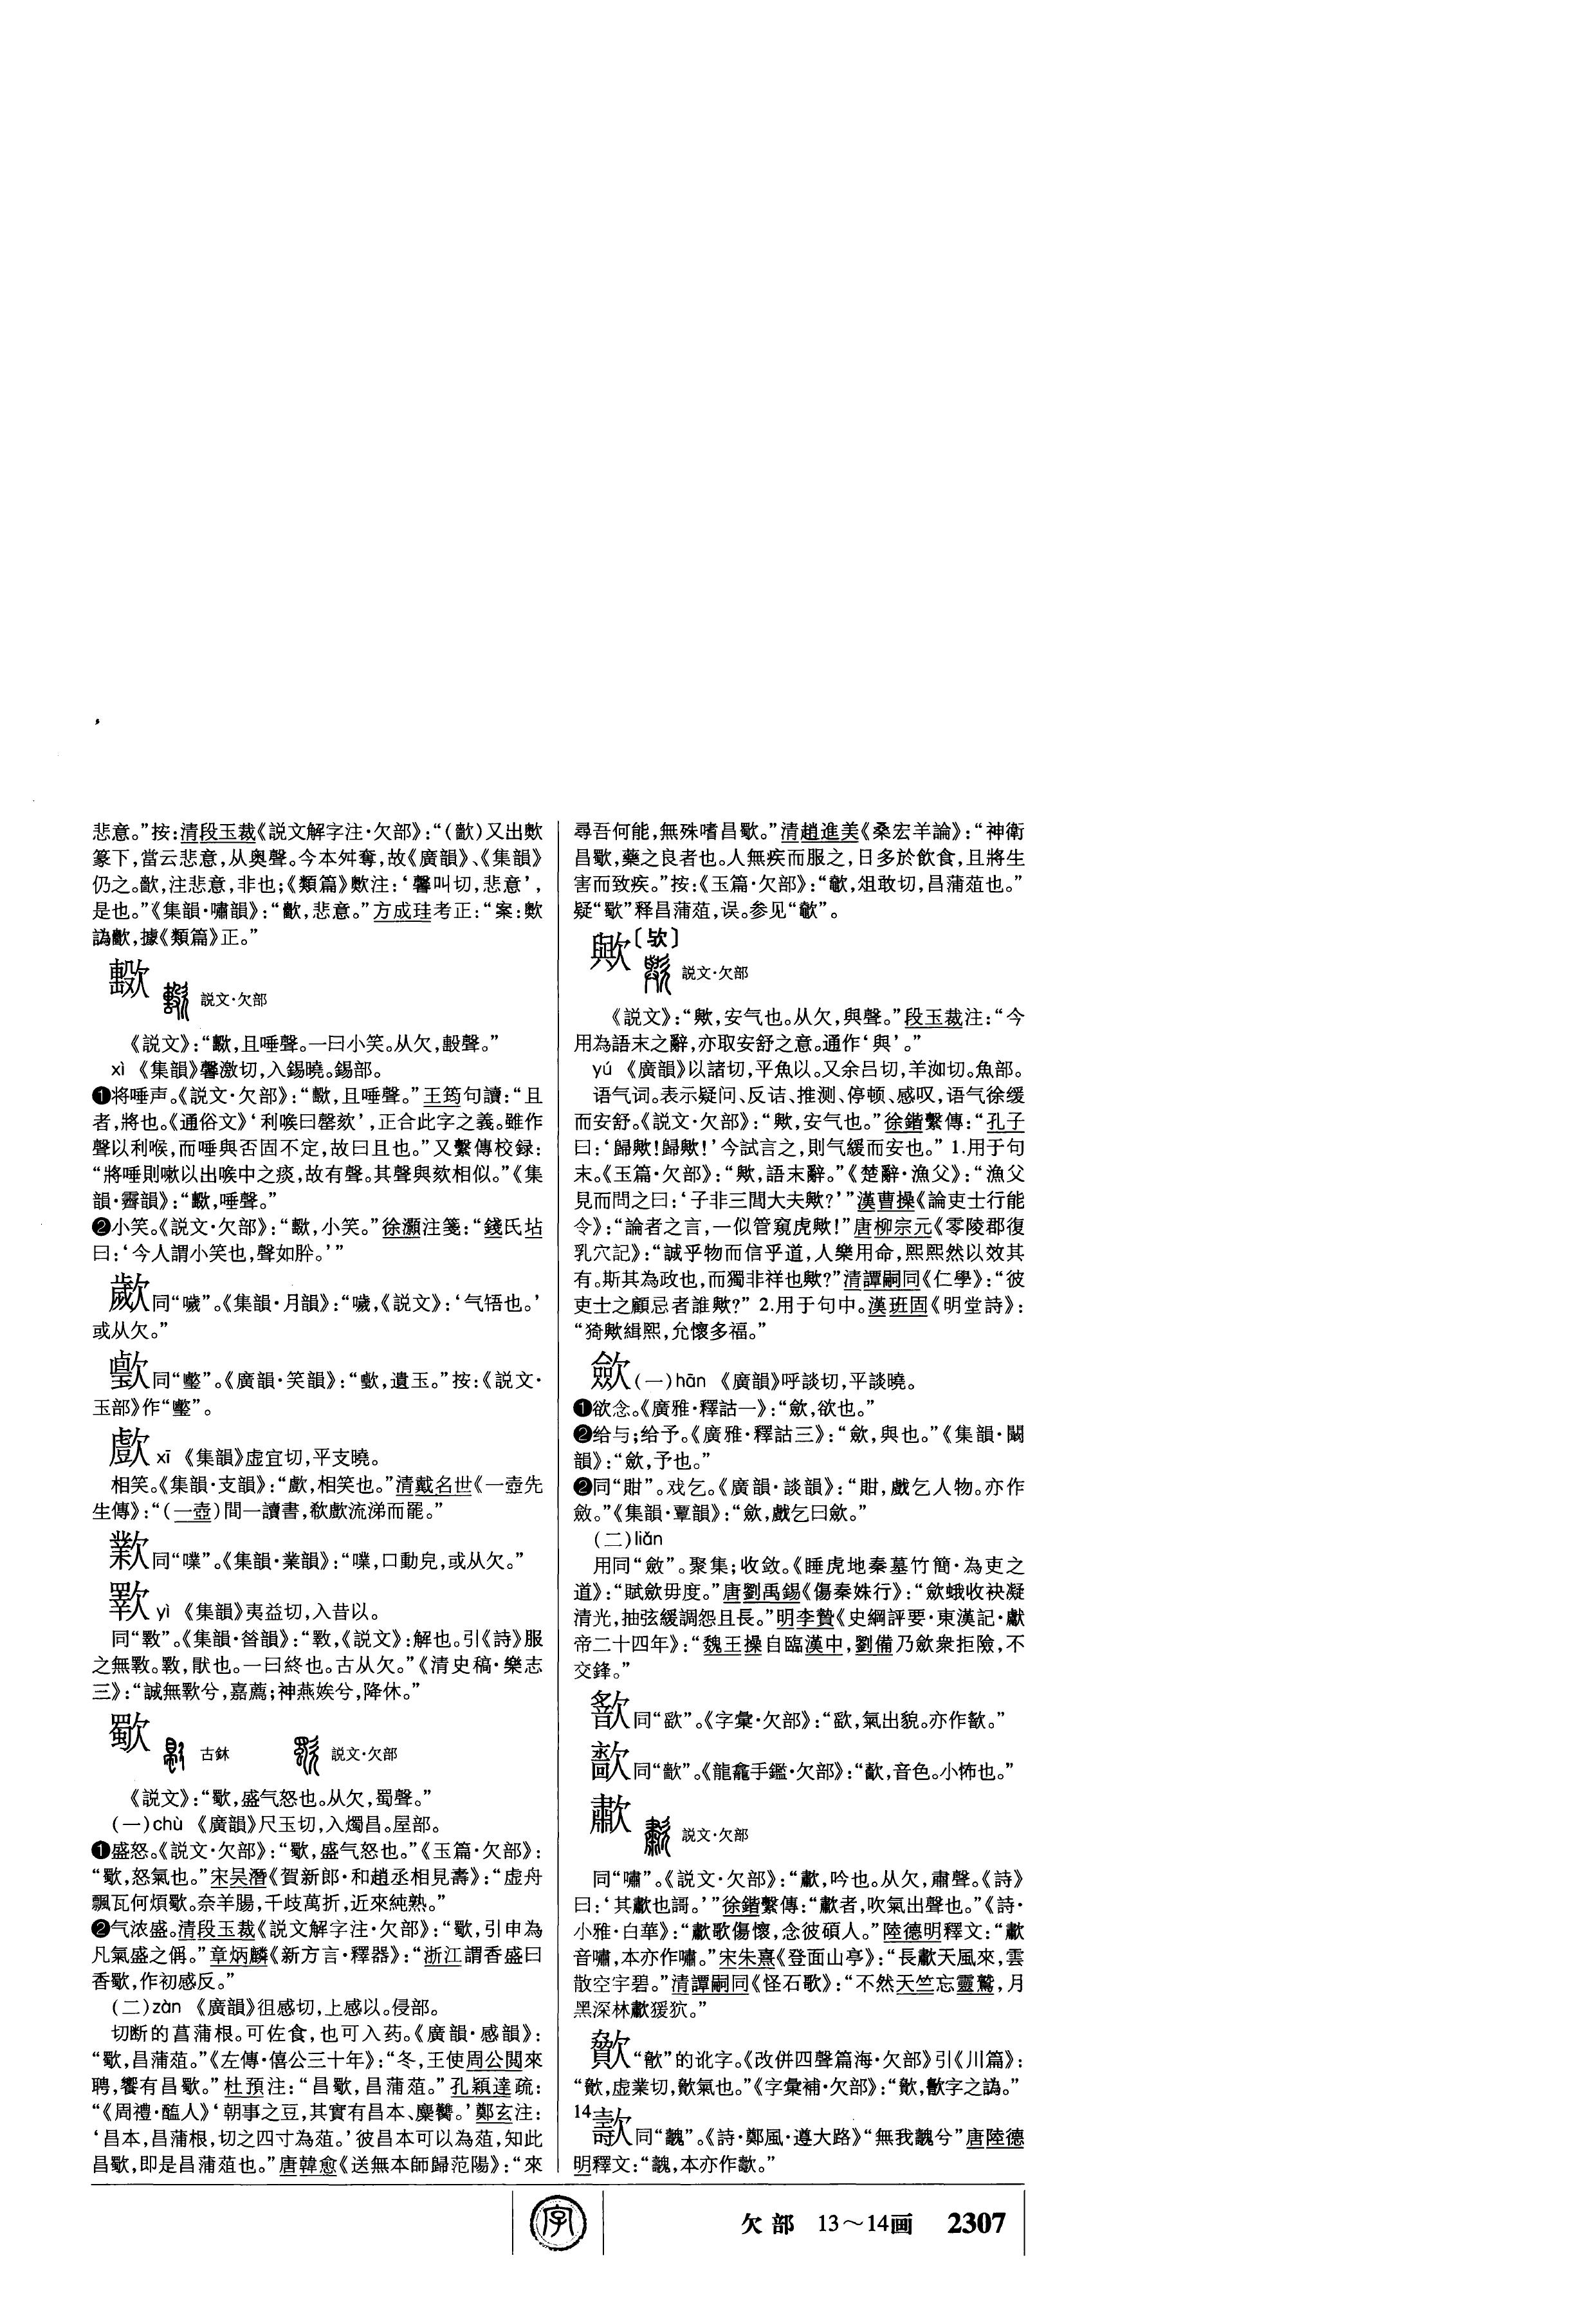 悲意。”按:清段玉裁《説文解字注·欠部》:“(歗)又出
篆下,當云悲意,从奥聲。今本舛奪,故《廣韻》、《集韻》
仍之。歗,注悲意,非也;《類篇》注:‘馨叫切,悲意’,
是也。”《集韻·嘯韻》:“,悲意。”方成珪考正:“案:
譌,據《類篇》正。”
説文·欠部
《説文》:“,且唾聲。一曰小笑。从欠,瞉聲。”
xì 《集韻》馨激切,入錫曉。錫部。
❶将唾声。《説文·欠部》:“,且唾聲。”王筠句讀:“且
者,將也。《通俗文》‘利喉曰謦欬’,正合此字之義。雖作
聲以利喉,而唾與否固不定,故曰且也。”又繫傳校録:
“將唾則嗽以出喉中之痰,故有聲。其聲與欬相似。”《集
韻·霽韻》:“,唾聲。”
❷小笑。《説文·欠部》:“,小笑。”徐灝注箋:“錢氏坫
曰:‘今人謂小笑也,聲如肸。’”
同“噦”。《集韻·月韻》:“噦,《説文》:‘气啎也。’
或从欠。”
同“”。《廣韻·笑韻》:“,遺玉。”按:《説文·
玉部》作“”。
歔 xī 《集韻》虚宜切,平支曉。
相笑。《集韻·支韻》:“,相笑也。”清戴名世《一壺先
生傳》:“(一壺)間一讀書,欷流涕而罷。”
同“嘆”。《集韻·業韻》:“,口動皃,或从欠。”
yì 《集韻》夷益切,入昔以。
同“斁”。《集韻·昝韻》:“斁,《説文》:解也。引《詩》服
之無斁。斁,猒也。一曰終也。古从欠。”《清史稿·樂志
三》:“誠無兮,嘉薦;神燕娭兮,降休。”
歜 古鉥 説文·欠部
《説文》:“歜,盛气怒也。从欠,蜀聲。”
(一)chù 《廣韻》尺玉切,入燭昌。屋部。
❶盛怒。《説文·欠部》:“歜,盛气怒也。”《玉篇·欠部》:
“歜,怒氣也。”宋吴潛《賀新郎·和趙丞相見壽》:“虚舟
飄瓦何煩歜。奈羊腸,千歧萬折,近來純熟。”
❷气浓盛。清段玉裁《説文解字注·欠部》:“歜,引申為
凡氣盛之偁。”章炳麟《新方言·釋器》:“浙江謂香盛曰
香歜,作初感反。”
(二)zàn 《廣韻》徂感切,上感以。侵部。
切断的菖蒲根。可佐食,也可入药。《廣韻·感韻》:
“歜,昌蒲葅。”《左傳·僖公三十年》:“冬,王使周公閲來
聘,饗有昌歜。”杜預注:“昌歜,昌蒲葅。”孔穎達疏:
“《周禮·醢人》‘朝事之豆,其實有昌本、麋臡。’鄭玄注:
‘昌本,昌蒲根,切之四寸為葅。’彼昌本可以為葅,知此
昌歜,即是昌蒲葅也。”唐韓愈《送無本師歸范陽》:“來
尋吾何能,無殊嗜昌歜。”清趙進美《桑宏羊論》:“神衛
昌歜,藥之良者也。人無疾而服之,日多於飲食,且將生
害而致疾。”按:《玉篇·欠部》:“,俎敢切,昌蒲葅也。”
疑“歜”释昌蒲葅,误。参见“”。
歟〔欤〕 説文·欠部
《説文》:“歟,安气也。从欠,與聲。”段玉裁注:“今
用為語末之辭,亦取安舒之意。通作‘與’。”
yú 《廣韻》以諸切,平魚以。又余吕切,羊洳切。魚部。
语气词。表示疑问、反诘、推测、停顿、感叹,语气徐缓
而安舒。《説文·欠部》:“歟,安气也。”徐鍇繫傳:“孔子
曰:‘歸歟!歸歟!’今試言之,則气緩而安也。” 1.用于句
末。《玉篇·欠部》:“歟,語末辭。”《楚辭·漁父》:“漁父
見而問之曰:‘子非三閭大夫歟?’”漢曹操《論吏士行能
令》:“論者之言,一似管窺虎歟!”唐柳宗元《零陵郡復
乳穴記》:“誠乎物而信乎道,人樂用命,熙熙然以效其
有。斯其為政也,而獨非祥也歟?”清譚嗣同《仁學》:“彼
吏士之顧忌者誰歟?” 2.用于句中。漢班固《明堂詩》:
“猗歟緝熙,允懷多福。”
歛(一)hān 《廣韻》呼談切,平談曉。
❶欲念。《廣雅·釋詁一》:“歛,欲也。”
❷给与;给予。《廣雅·釋詁三》:“歛,與也。”《集韻·闞
韻》:“歛,予也。”
❷同“㽼”。戏乞。《廣韻·談韻》:“,戲乞人物。亦作
歛。”《集韻·覃韻》:“歛,戲乞曰歛。”
(二)liǎn
用同“斂”。聚集;收敛。《睡虎地秦墓竹簡·為吏之
道》:“賦歛毋度。”唐劉禹錫《傷秦姝行》:“歛蛾收袂凝
清光,抽弦緩調怨且長。”明李贄《史綱評要·東漢記·獻
帝二十四年》:“魏王操自臨漢中,劉備乃歛衆拒險,不
交鋒。”
同“”。《字彙·欠部》:“,氣出貌。亦作。”
同“歗”。《龍龕手鑑·欠部》:“,音色。小怖也。”
歗 説文·欠部
同“嘯”。《説文·欠部》:“歗,吟也。从欠,肅聲。《詩》
曰:‘其歗也謌。’”徐鍇繫傳:“歗者,吹氣出聲也。”《詩·
小雅·白華》:“歗歌傷懷,念彼碩人。”陸德明釋文:“歗
音嘯,本亦作嘯。”宋朱熹《登面山亭》:“長歗天風來,雲
散空宇碧。”清譚嗣同《怪石歌》:“不然天竺忘靈鷲,月
黑深林歗猨狖。”
“”的讹字。《改併四聲篇海·欠部》引《川篇》:
“,虚業切,氣也。”《字彙補·欠部》:“,字之譌。”
14 同“魗”。《詩·鄭風·遵大路》“無我魗兮”唐陸德
明釋文:“魗,本亦作。”
字 欠部 13～14画 2307